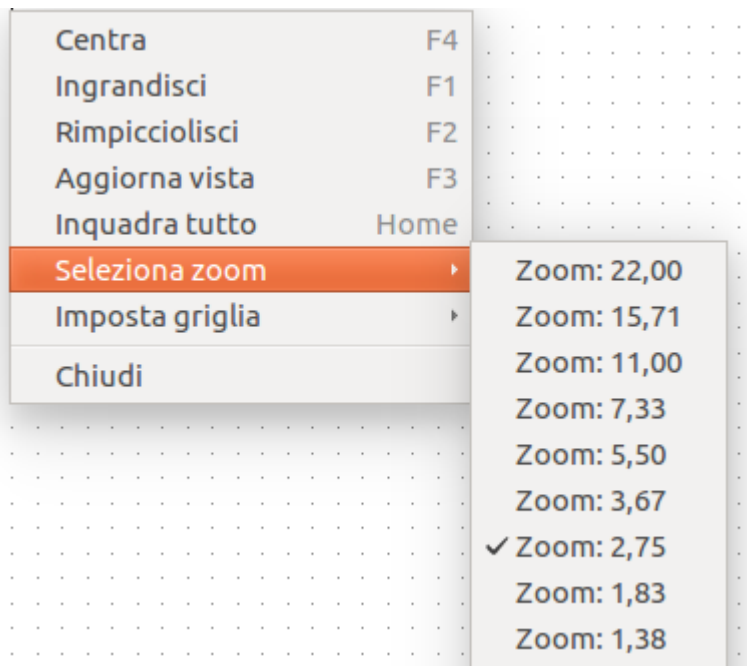 Centra F4
Ingrandisci F1
Rimpicciolisci F2
Aggiorna vista F3
Inquadra tutto Home
Seleziona zoom
Imposta griglia
Chiudi
Zoom: 22,00
Zoom: 15,71
Zoom: 11,00
Zoom: 7,33
Zoom: 5,50
Zoom: 3,67
Zoom: 2,75
Zoom: 1,83
Zoom: 1,38